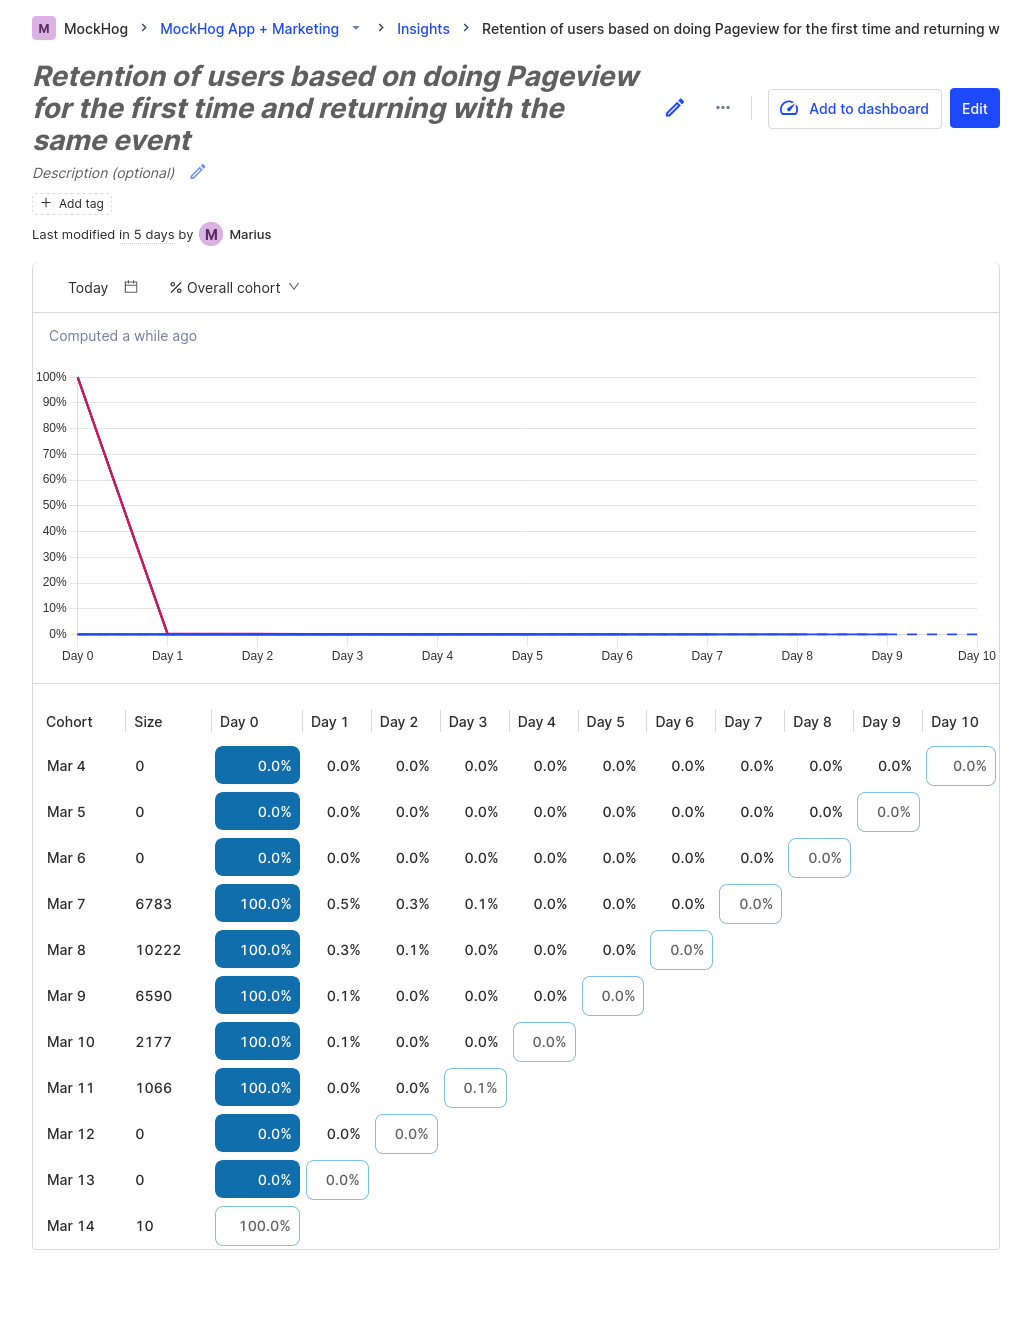 M MockHog > MockHog App + Marketing > Insights > Retention of users based on doing Pageview for the first time and returning w
Retention of users based on doing Pageview
for the first time and returning with the
same event
Add to dashboard
Edit
Description (optional)
+ Add tag
Last modified in 5 days by M Marius
Today % Overall cohort
Computed a while ago
100%
90%
80%
70%
60%
50%
40%
30%
20%
10%
0%
Day 0 Day 1 Day 2 Day 3 Day 4 Day 5 Day 6 Day 7 Day 8 Day 9 Day 10
Cohort Size Day 0 Day 1 Day 2 Day 3 Day 4 Day 5 Day 6 Day 7 Day 8 Day 9 Day 10
Mar 4 0 0.0% 0.0% 0.0% 0.0% 0.0% 0.0% 0.0% 0.0% 0.0% 0.0% 0.0%
Mar 5 0 0.0% 0.0% 0.0% 0.0% 0.0% 0.0% 0.0% 0.0% 0.0% 0.0%
Mar 6 0 0.0% 0.0% 0.0% 0.0% 0.0% 0.0% 0.0% 0.0% 0.0%
Mar 7 6783 100.0% 0.5% 0.3% 0.1% 0.0% 0.0% 0.0% 0.0%
Mar 8 10222 100.0% 0.3% 0.1% 0.0% 0.0% 0.0% 0.0%
Mar 9 6590 100.0% 0.1% 0.0% 0.0% 0.0% 0.0%
Mar 10 2177 100.0% 0.1% 0.0% 0.0% 0.0%
Mar 11 1066 100.0% 0.0% 0.0% 0.1%
Mar 12 0 0.0% 0.0% 0.0%
Mar 13 0 0.0% 0.0%
Mar 14 10 100.0%